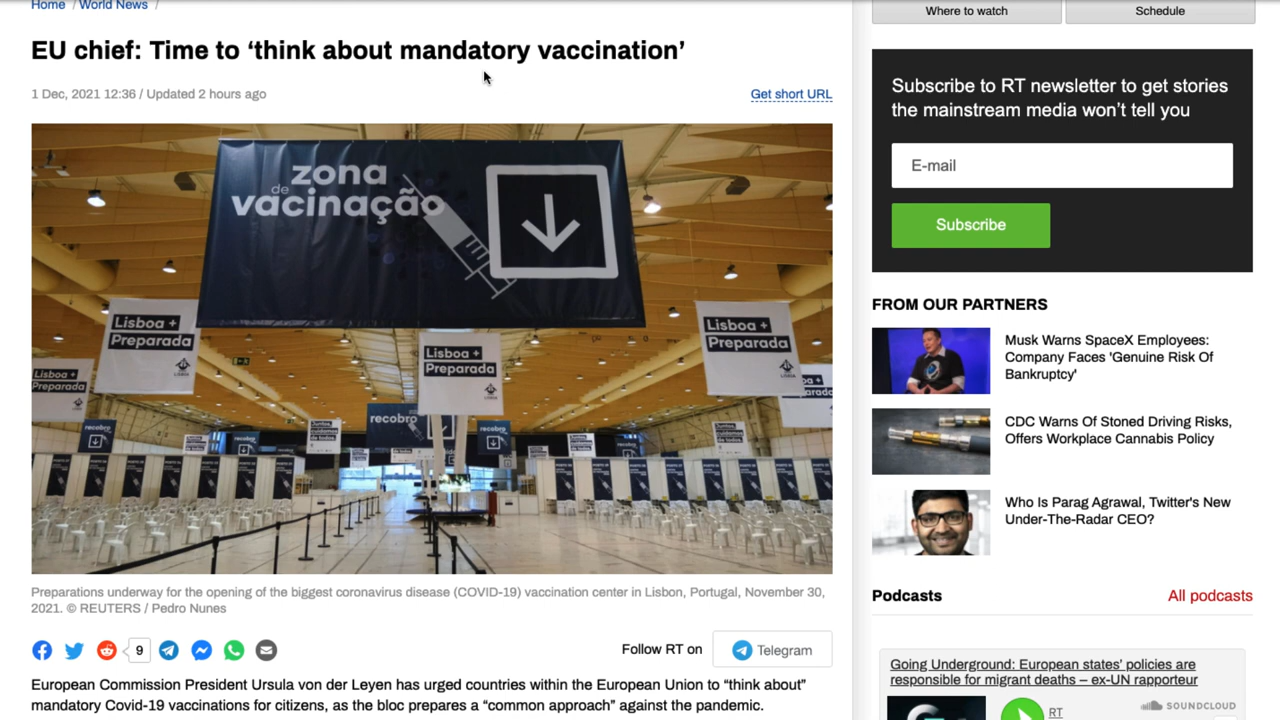 Home / World News /
EU chief: Time to ‘think about mandatory vaccination’
1 Dec, 2021 12:36 / Updated 2 hours ago
Get short URL
zona
de
vacinação
Lisboa +
Preparada
LISBOA
Lisboa +
Preparada
Lisboa +
Preparada
Lisboa +
Preparada
recobro
recobro
recobro
recobro
Preparations underway for the opening of the biggest coronavirus disease (COVID-19) vaccination center in Lisbon, Portugal, November 30,
2021. © REUTERS / Pedro Nunes
9
Follow RT on
Telegram
European Commission President Ursula von der Leyen has urged countries within the European Union to “think about”
mandatory Covid-19 vaccinations for citizens, as the bloc prepares a “common approach” against the pandemic.
Where to watch
Schedule
Subscribe to RT newsletter to get stories
the mainstream media won’t tell you
E-mail
Subscribe
FROM OUR PARTNERS
Musk Warns SpaceX Employees:
Company Faces 'Genuine Risk Of
Bankruptcy'
CDC Warns Of Stoned Driving Risks,
Offers Workplace Cannabis Policy
Who Is Parag Agrawal, Twitter's New
Under-The-Radar CEO?
Podcasts
All podcasts
Going Underground: European states’ policies are
responsible for migrant deaths – ex-UN rapporteur
RT
SOUNDCLOUD